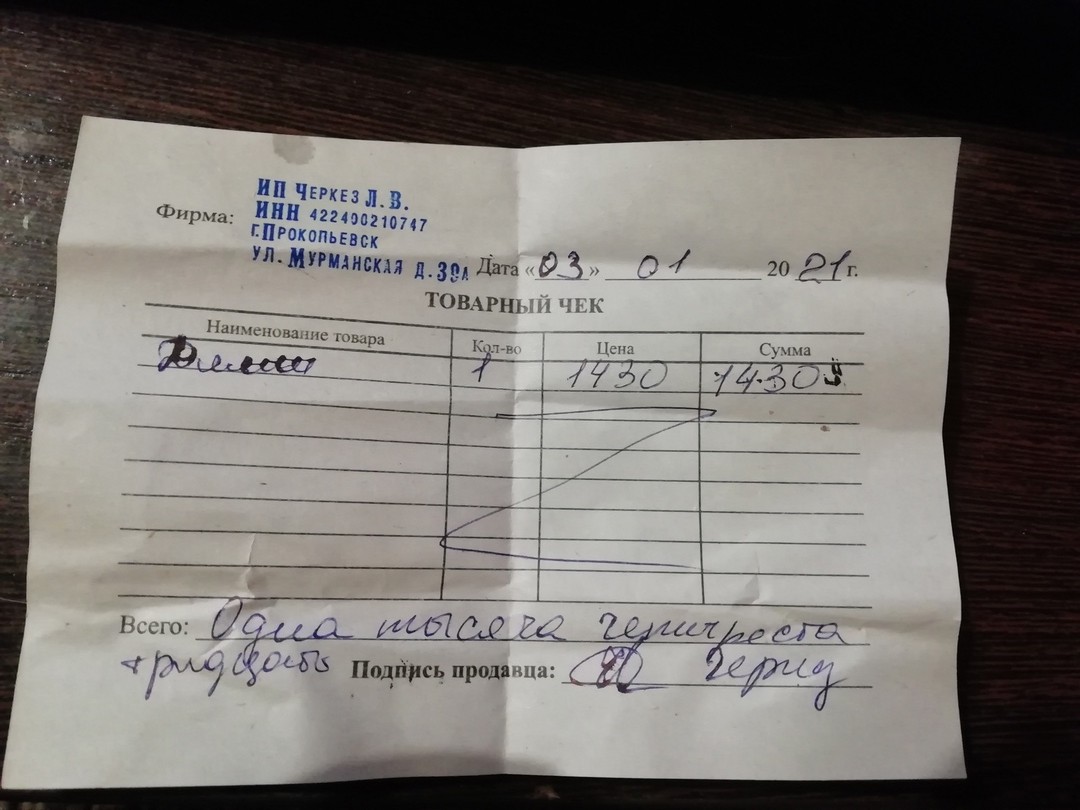 ИП ЧЕРКЕЗ Л.В.
Фирма: ИНН 422400210747
Г.ПРОКОПЬЕВСК
УЛ. МУРМАНСКАЯ Д.39А Дата «03» 01 2021 г.
ТОВАРНЫЙ ЧЕК
Наименование товара Кол-во Цена Сумма
1 1430 1430
Всего: Одна тысяча четыреста
тридцать Подпись продавца: